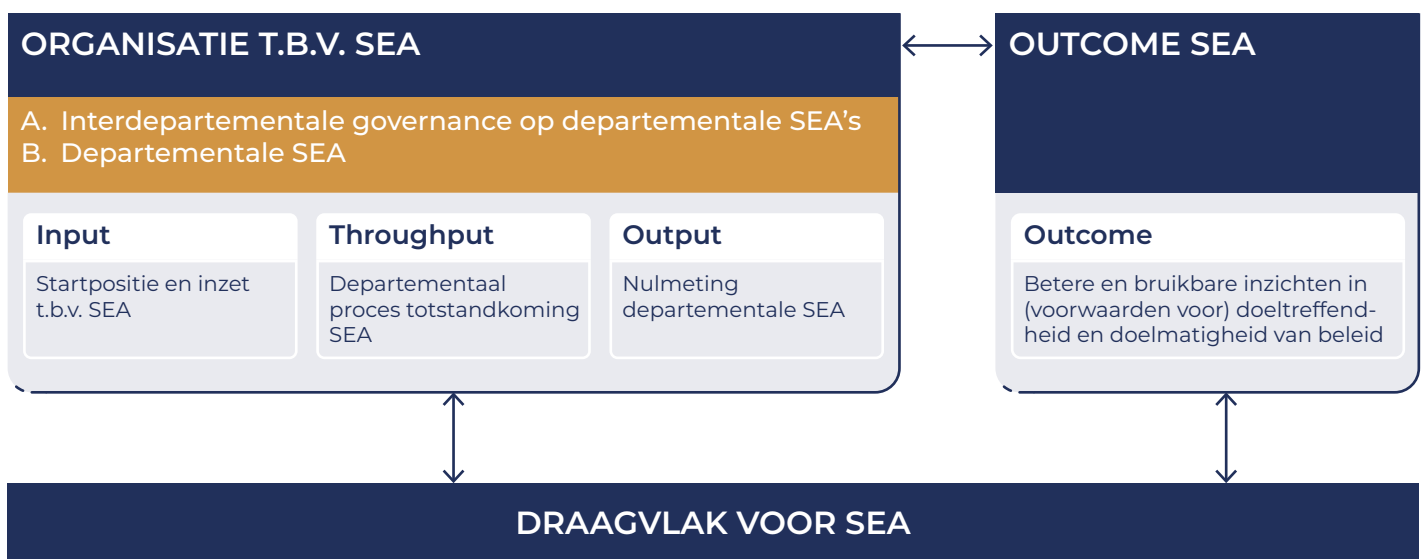 ORGANISATIE T.B.V. SEA
A. Interdepartementale governance op departementale SEA's
B. Departementale SEA
Input
Startpositie en inzet
t.b.v. SEA
Throughput
Departementaal
proces totstandkoming
SEA
Output
Nulmeting
departementale SEA
OUTCOME SEA
Outcome
Betere en bruikbare inzichten in
(voorwaarden voor) doeltreffend-
heid en doelmatigheid van beleid
DRAAGVLAK VOOR SEA